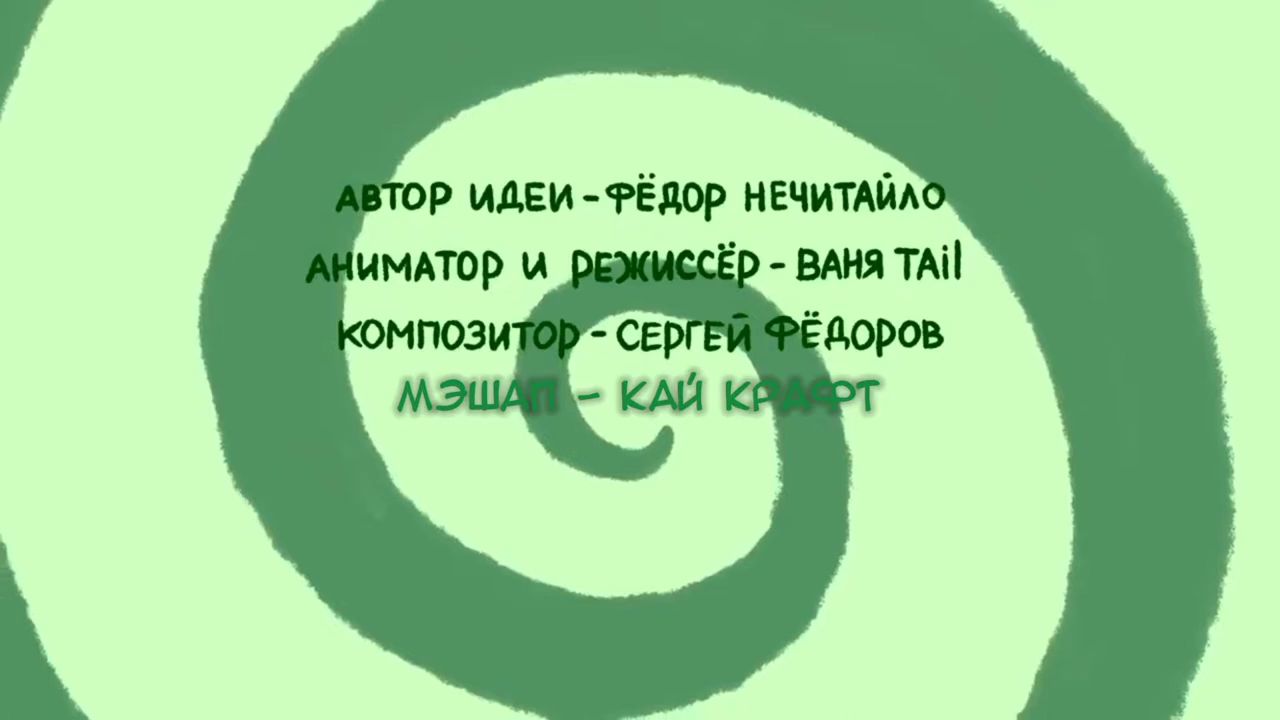 АВТОР ИДЕИ - ФЁДОР НЕЧИТАЙЛО
АНИМАТОР И РЕЖИССЁР - ВАНЯ TAil
КОМПОЗИТОР - СЕРГЕЙ ФЁДОРОВ
МЭШАП - КАЙ КРАФТ